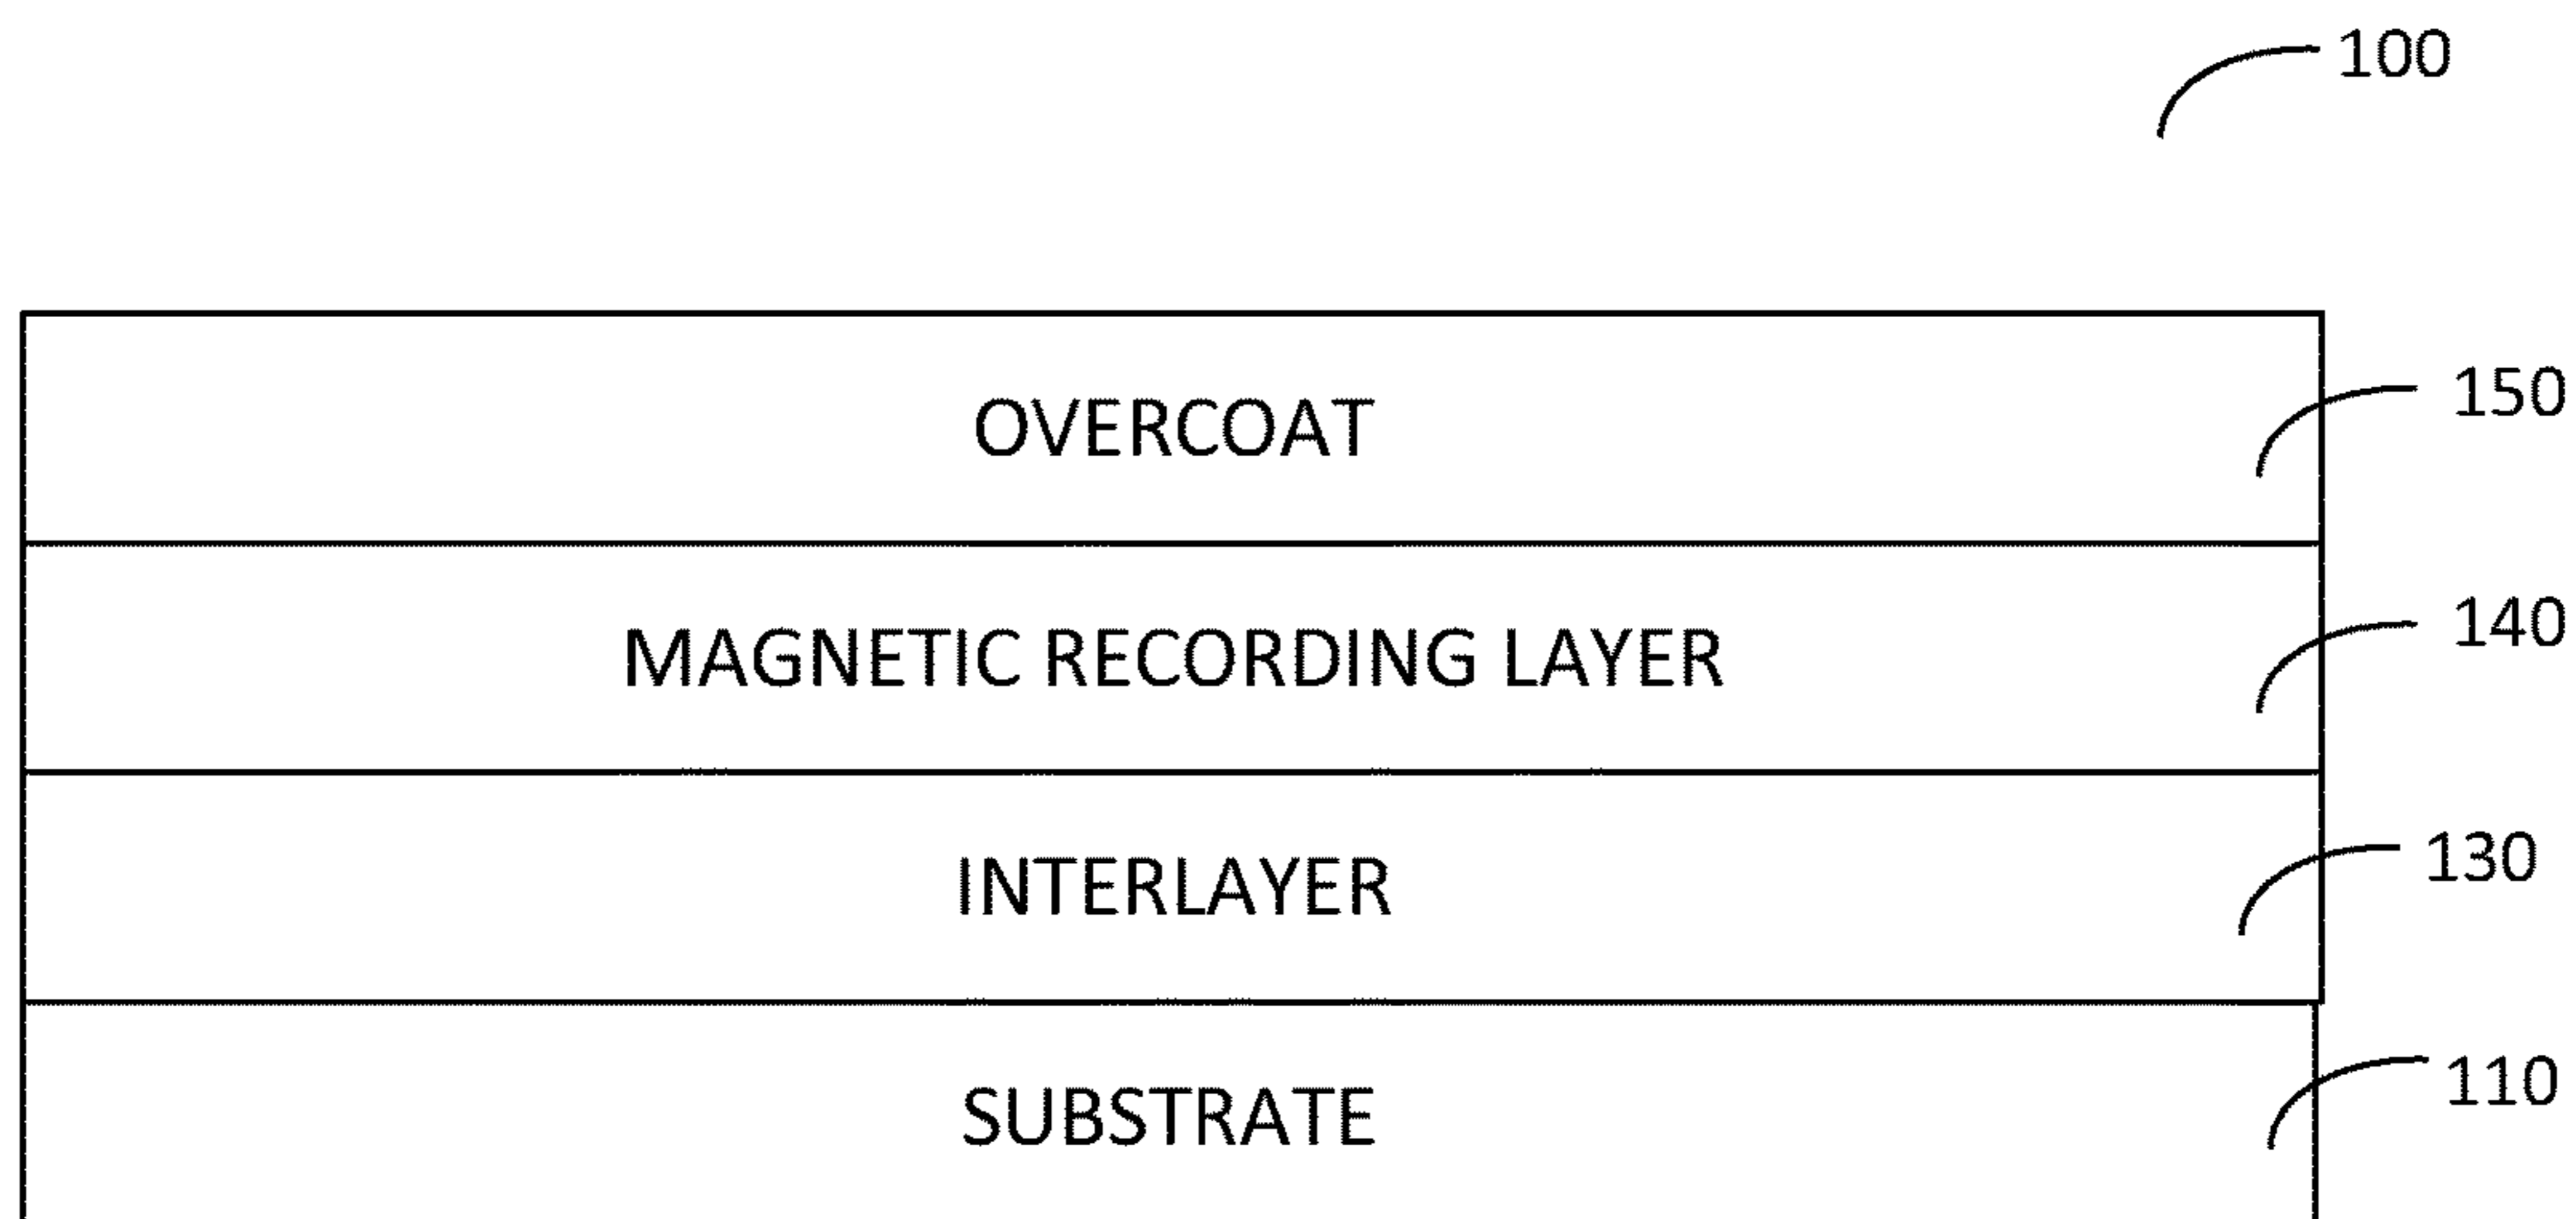 100
OVERCOAT 150
MAGNETIC RECORDING LAYER 140
INTERLAYER 130
SUBSTRATE 110